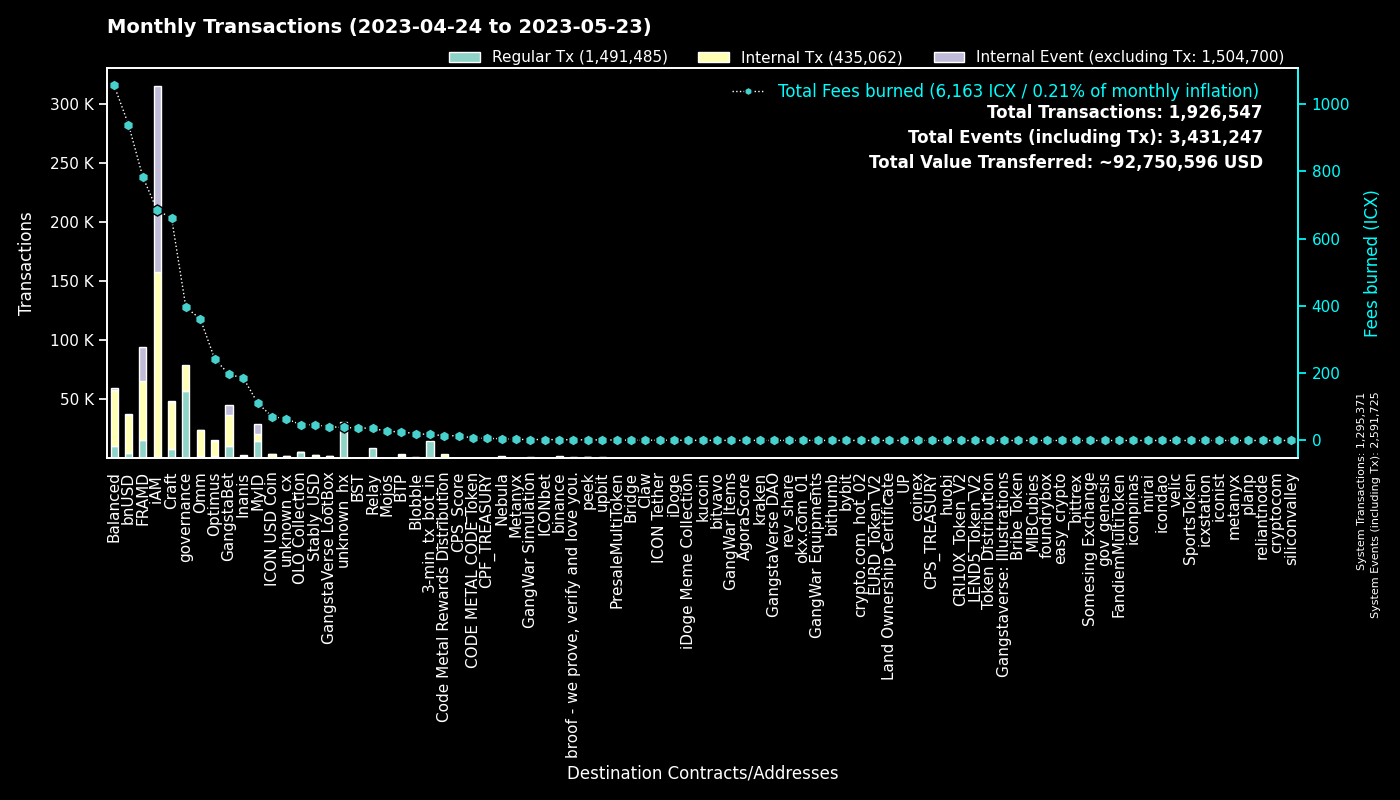 Monthly Transactions (2023-04-24 to 2023-05-23)
Regular Tx (1,491,485)
Internal Tx (435,062)
Internal Event (excluding Tx: 1,504,700)
Total Fees burned (6,163 ICX / 0.21% of monthly inflation)
Total Transactions: 1,926,547
Total Events (including Tx): 3,431,247
Total Value Transferred: ~92,750,596 USD
Transactions
300 K
250 K
200 K
150 K
100 K
50 K
1000
800
600
400
200
0
Fees burned (ICX)
System Transactions: 1,295,371
System Events (including Tx): 2,591,725
Balanced
bnUSD
FRAMD
iAM
Craft
governance
Omm
Optimus
GangstaBet
Inanis
MyID
ICON USD Coin
unknown_cx
OLO Collection
Stably_USD
GangstaVerse LootBox
unknown_hx
BST
Relay
Mojos
BTP
Blobble
3-min_tx_bot_in
Code Metal Rewards Distribution
CPS_Score
CODE METAL_CODE_Token
CPF_TREASURY
Nebula
Metanyx
GangWar Simulation
ICONbet
binance
broof - we prove, verify and love you.
peek
upbit
PresaleMultiToken
Bridge
Claw
ICON Tether
iDoge
iDoge Meme Collection
kucoin
bitvavo
GangWar Items
AgoraScore
kraken
GangstaVerse DAO
rev_share
okx.com_01
GangWar Equipments
bithumb
bybit
crypto.com_hot_02
EURD_Token_V2
Land Ownership Certificate
UP
coinex
CPS_TREASURY
huobi
CRI10X_Token_V2
LEND5_Token_V2
Token Distribution
Gangstaverse: Illustrations
Bribe Token
MIBCubies
foundrybox
easy_crypto
bittrex
Somesing Exchange
gov_genesis
FandiemMultiToken
iconpinas
mirai
icondao
velic
SportsToken
icxstation
iconist
metanyx
planp
reliantnode
cryptocom
siliconvalley
Destination Contracts/Addresses